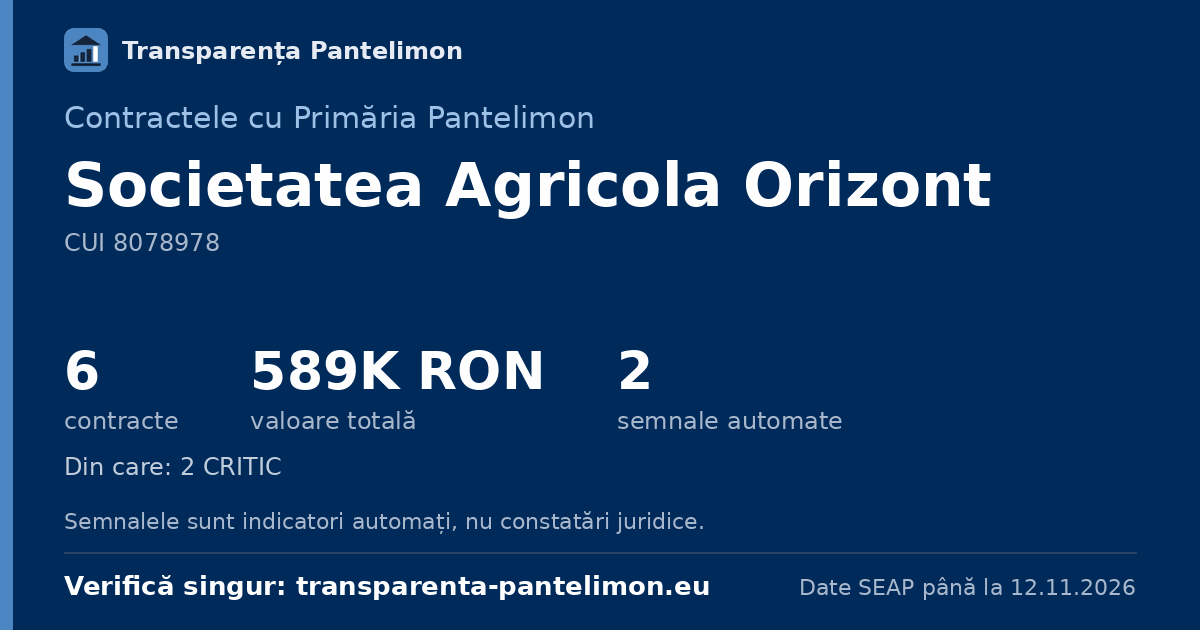 Transparența Pantelimon
Contractele cu Primăria Pantelimon
Societatea Agricola Orizont
CUI 8078978
6 589K RON 2
contracte valoare totală semnale automate
Din care: 2 CRITIC
Semnalele sunt indicatori automați, nu constatări juridice.
Verifică singur: transparenta-pantelimon.eu Date SEAP până la 12.11.2026